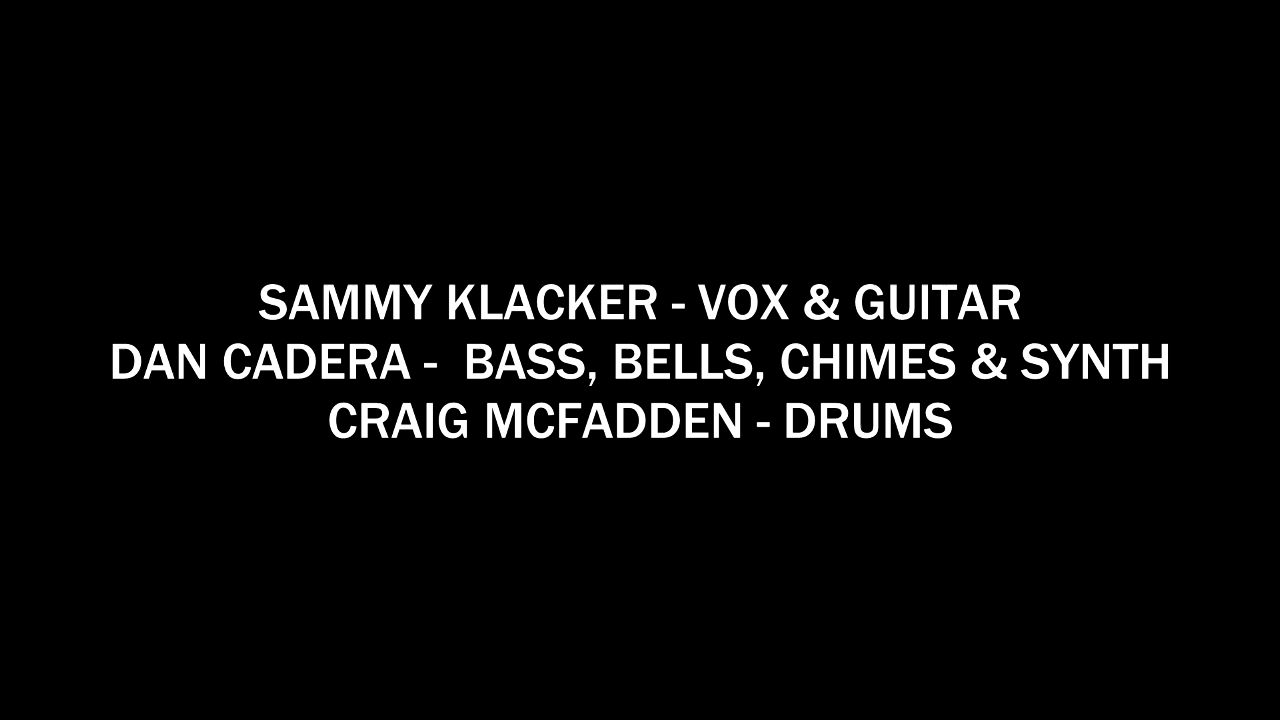 SAMMY KLACKER - VOX & GUITAR
DAN CADERA -  BASS, BELLS, CHIMES & SYNTH
CRAIG MCFADDEN - DRUMS